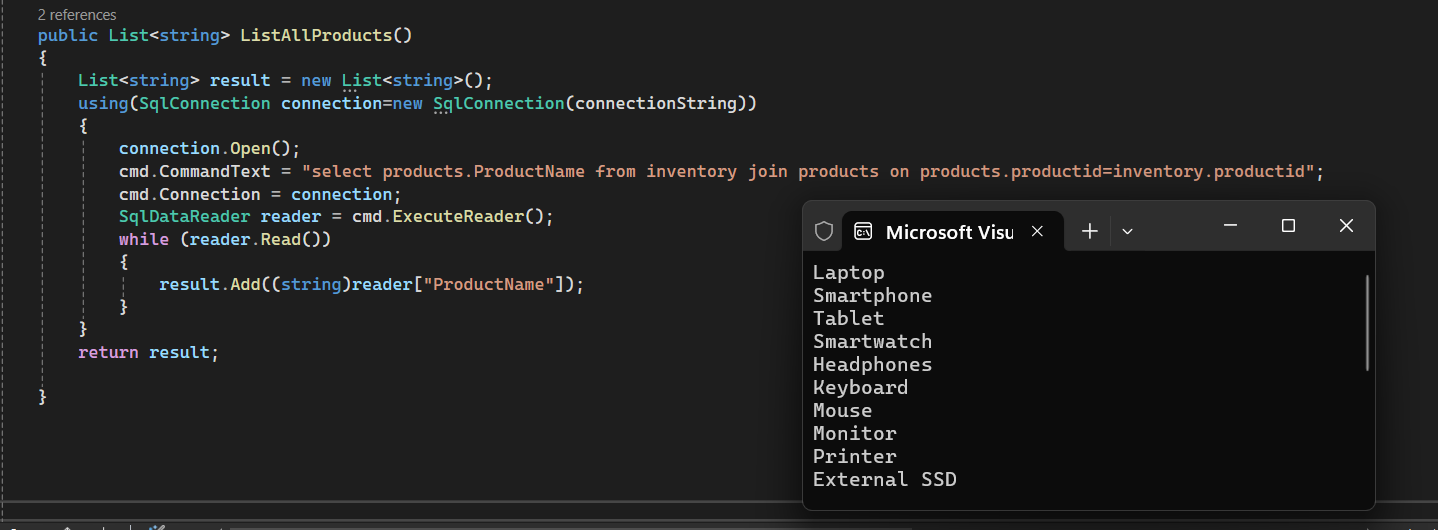 2 references
public List<string> ListAllProducts()
{
List<string> result = new List<string>();
using(SqlConnection connection=new SqlConnection(connectionString))
{
connection.Open();
cmd.CommandText = "select products.ProductName from inventory join products on products.productid=inventory.productid";
cmd.Connection = connection;
SqlDataReader reader = cmd.ExecuteReader();
while (reader.Read())
{
result.Add((string)reader["ProductName"]);
}
}
return result;
}
Microsoft Visu
Laptop
Smartphone
Tablet
Smartwatch
Headphones
Keyboard
Mouse
Monitor
Printer
External SSD